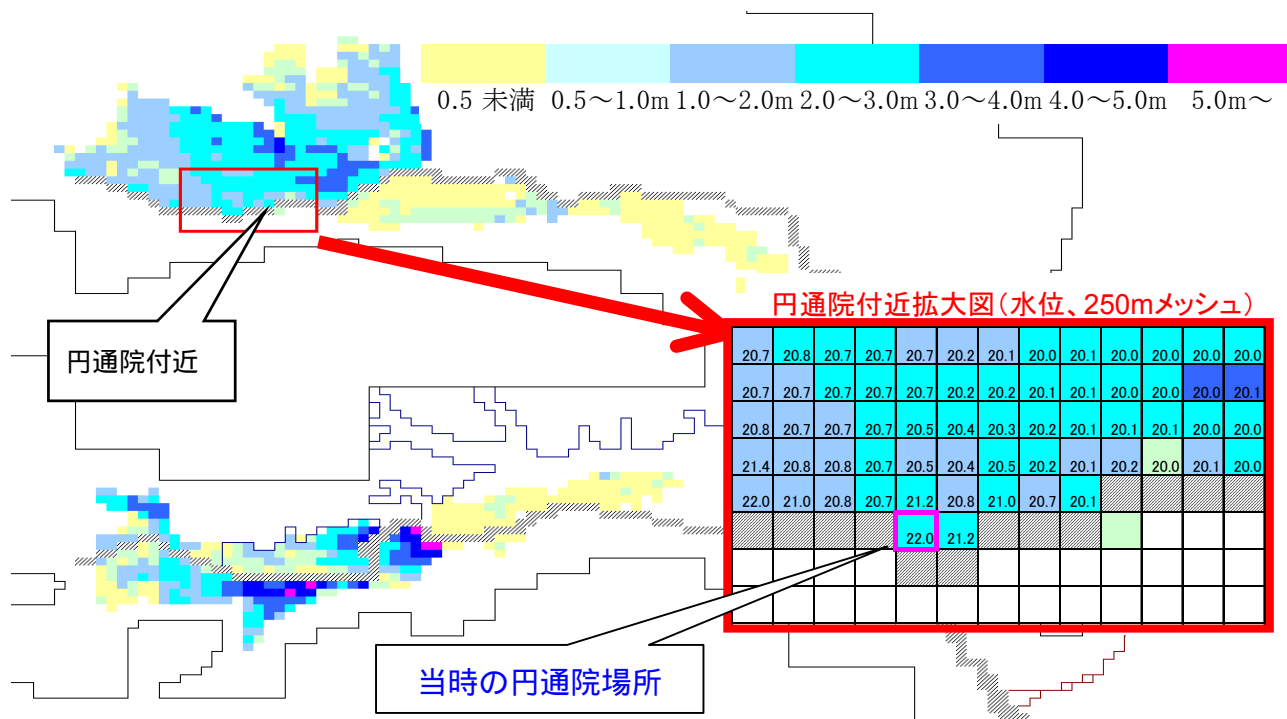 0.5 未満 0.5～1.0m 1.0～2.0m 2.0～3.0m 3.0～4.0m 4.0～5.0m 5.0m～
円通院付近
円通院付近拡大図(水位、250mメッシュ)
20.7 20.8 20.7 20.7 20.7 20.2 20.1 20.0 20.1 20.0 20.0 20.0 20.0
20.7 20.7 20.7 20.7 20.7 20.2 20.2 20.1 20.1 20.0 20.0 20.0 20.1
20.8 20.7 20.7 20.7 20.5 20.4 20.3 20.2 20.1 20.1 20.1 20.0 20.0
21.4 20.8 20.8 20.7 20.5 20.4 20.5 20.2 20.1 20.2 20.0 20.1 20.0
22.0 21.0 20.8 20.7 21.2 20.8 21.0 20.7 20.1
22.0 21.2
当時の円通院場所